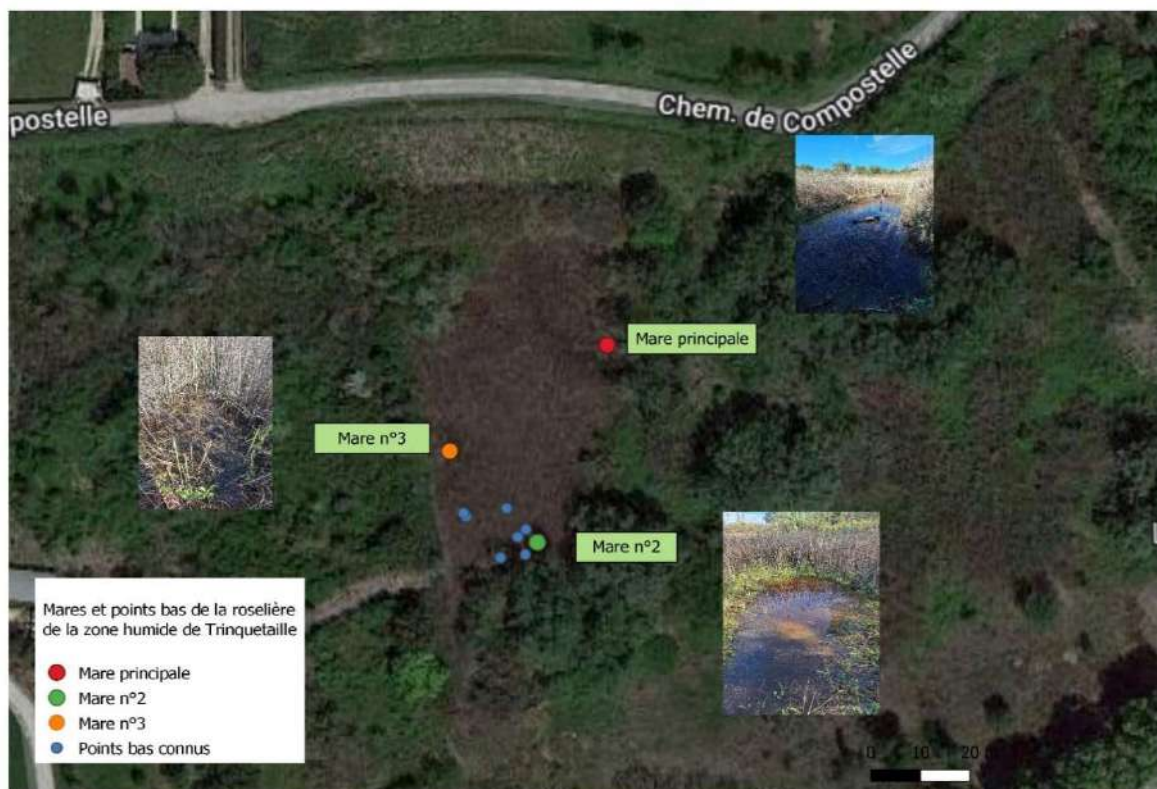 postelle
Chem. de Compostelle
Mare principale
Mare n°3
Mare n°2
Mares et points bas de la roselière
de la zone humide de Trinquetaille
Mare principale
Mare n°2
Mare n°3
Points bas connus
0 10 20